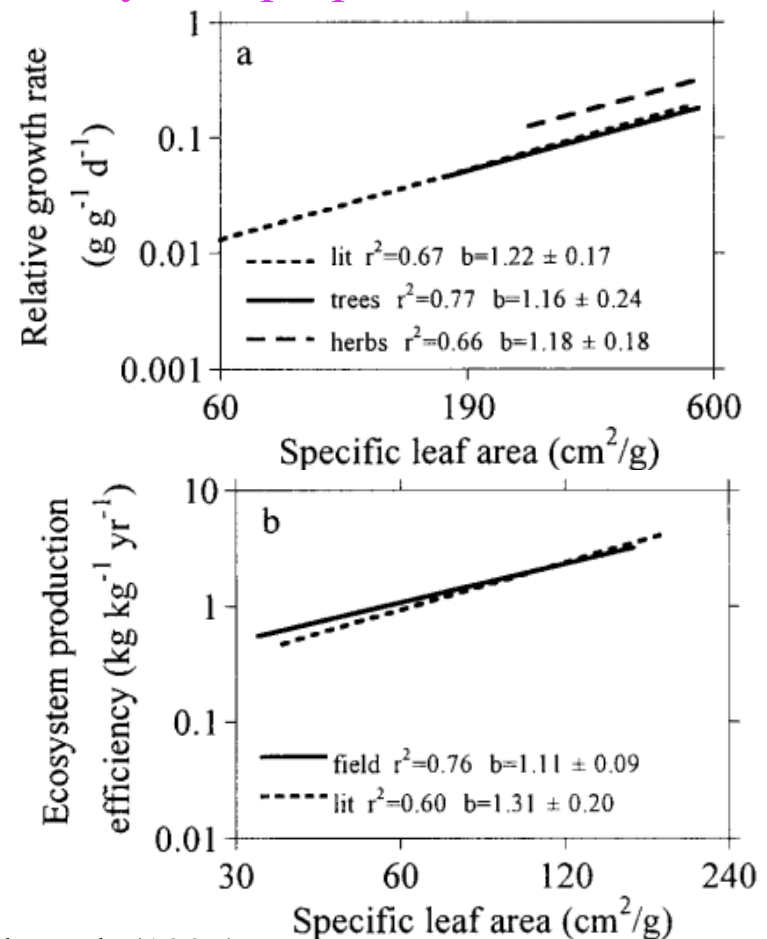 a
1
0.1
0.01
0.001
Relative growth rate
(g g⁻¹ d⁻¹)
lit r²=0.67 b=1.22 ± 0.17
trees r²=0.77 b=1.16 ± 0.24
herbs r²=0.66 b=1.18 ± 0.18
60 190 600
Specific leaf area (cm²/g)
b
10
1
0.1
0.01
Ecosystem production
efficiency (kg kg⁻¹ yr⁻¹)
field r²=0.76 b=1.11 ± 0.09
lit r²=0.60 b=1.31 ± 0.20
30 60 120 240
Specific leaf area (cm²/g)